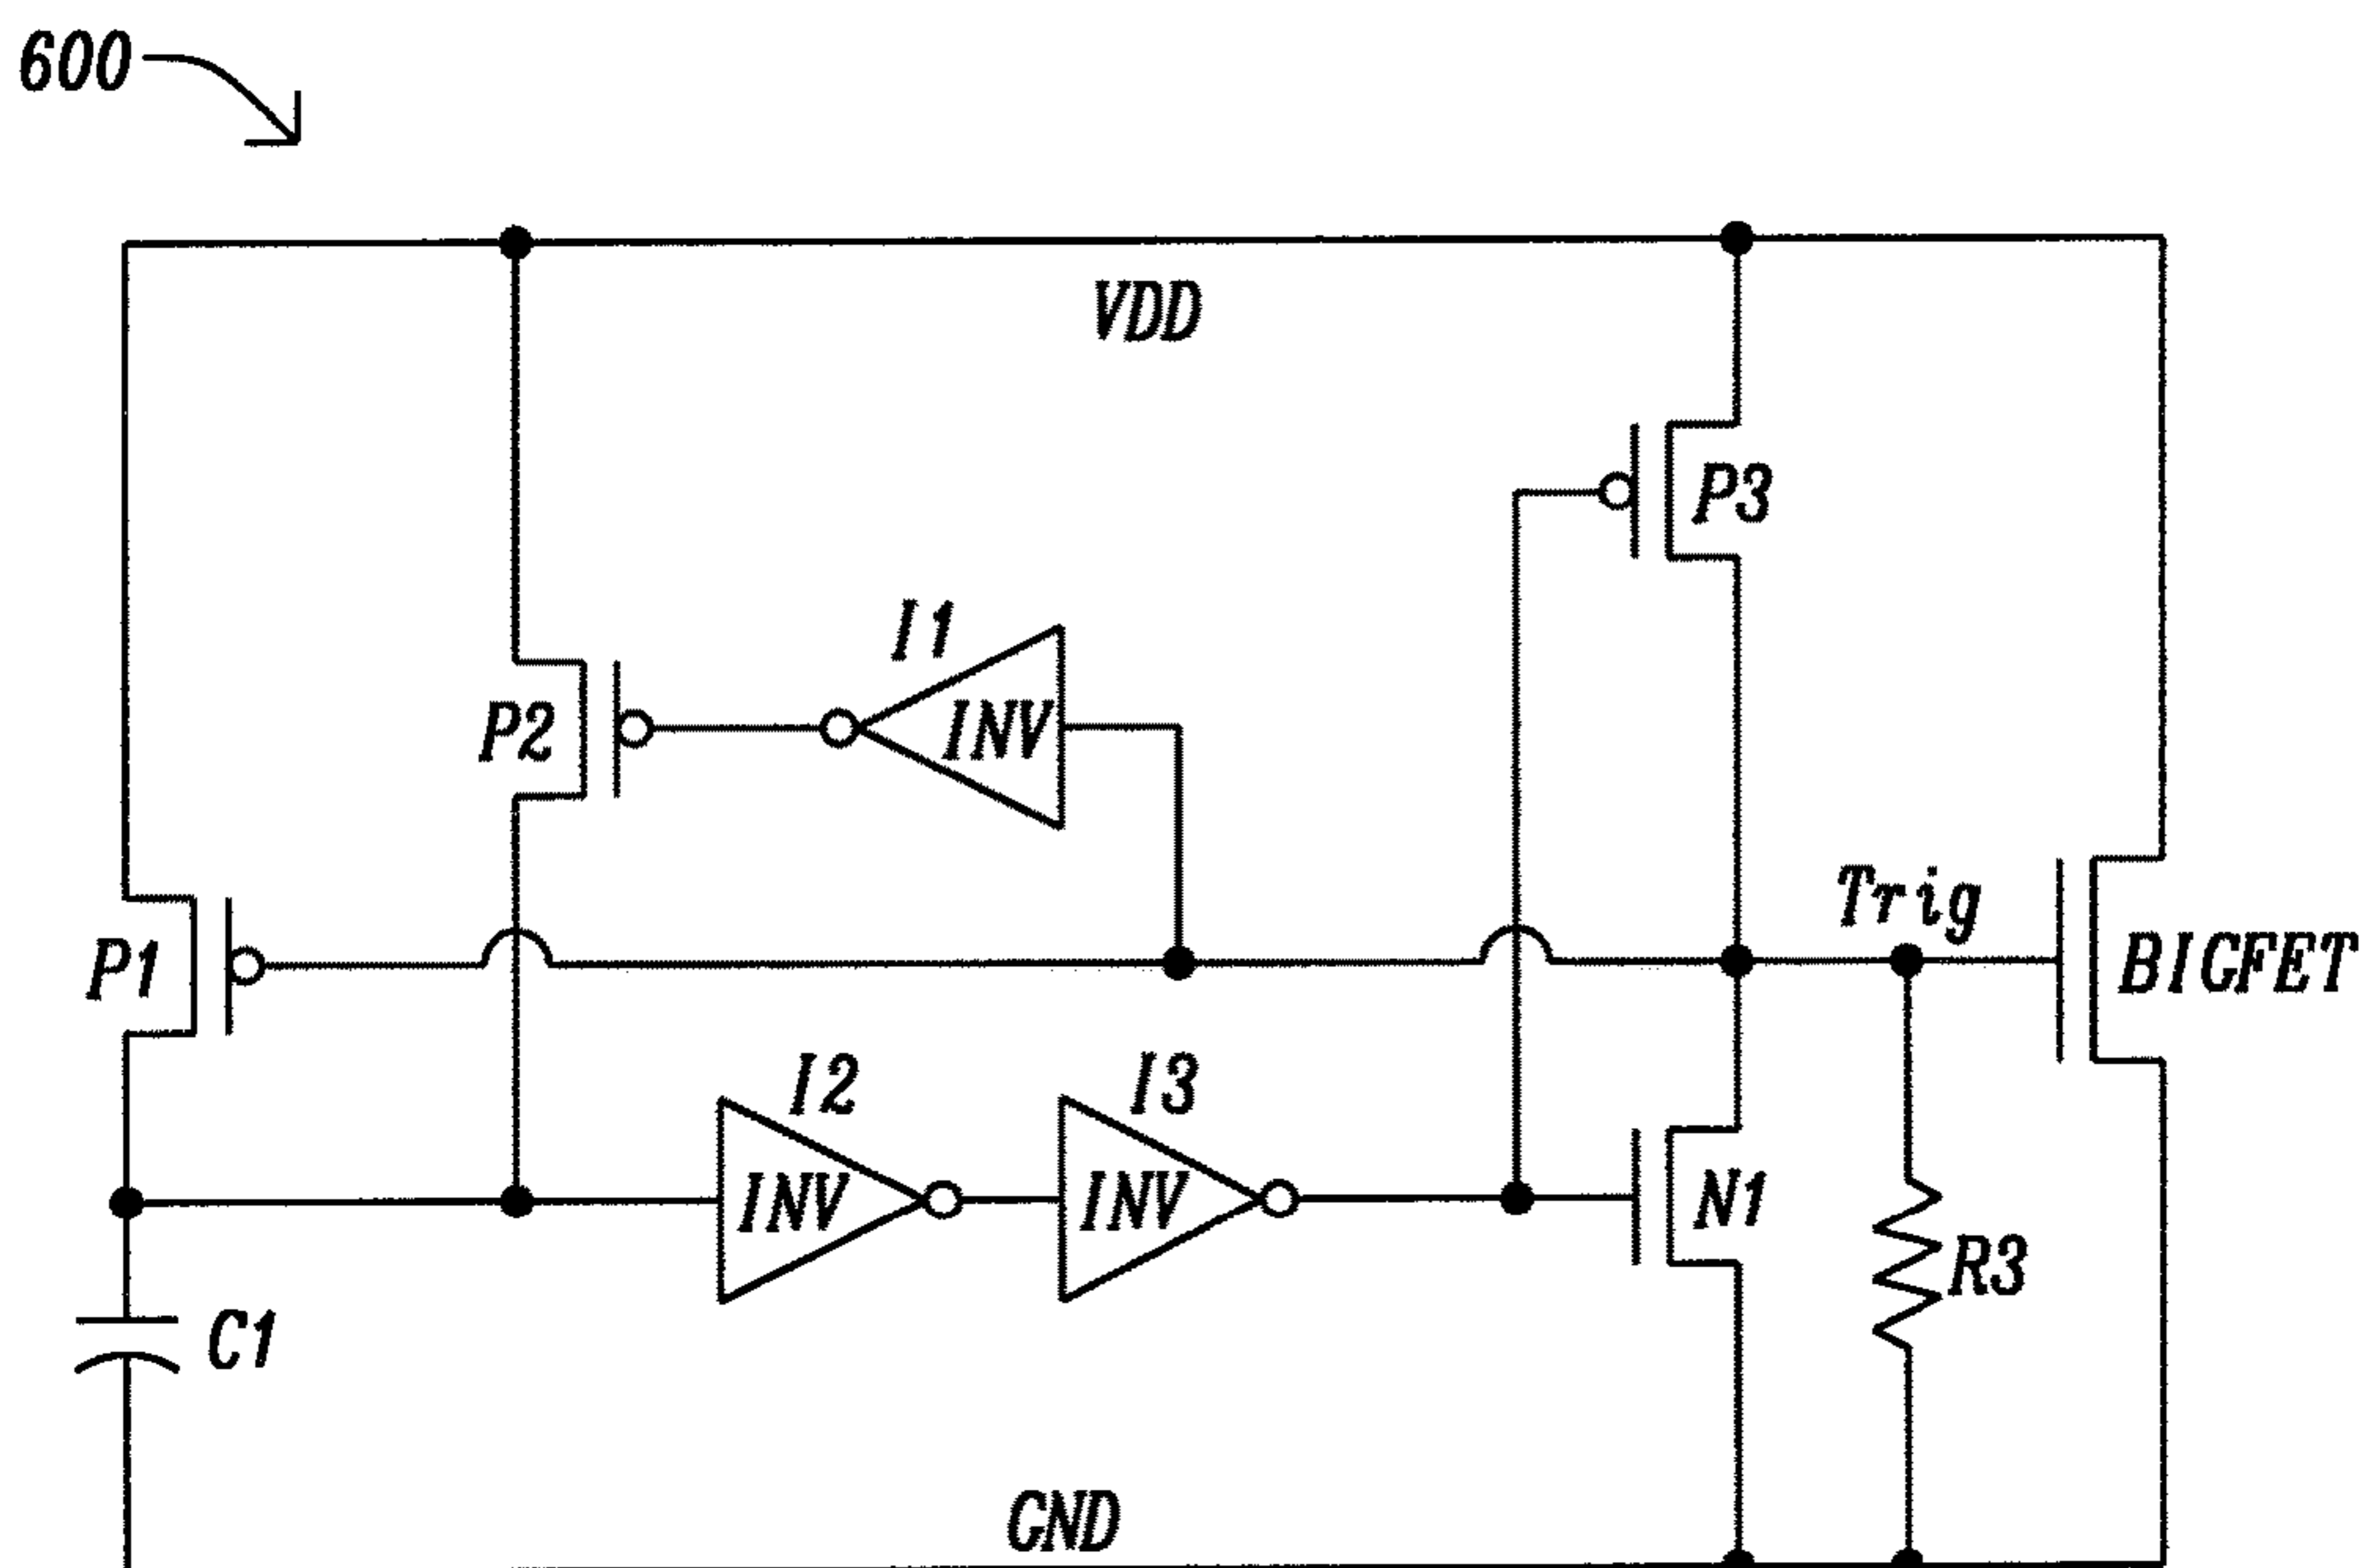 600
VDD
P3
I1
INV
P2
Trig
P1
BIGFET
I2
I3
INV
INV
N1
R3
C1
GND